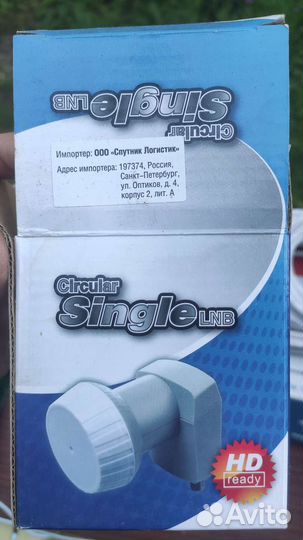 Circular
Single LNB
Импортер: ООО «Спутник Логистик»
Адрес импортера: 197374, Россия,
Санкт-Петербург,
ул. Оптиков, д. 4,
корпус 2, лит. А
Circular
Single LNB
HD
ready
Avito